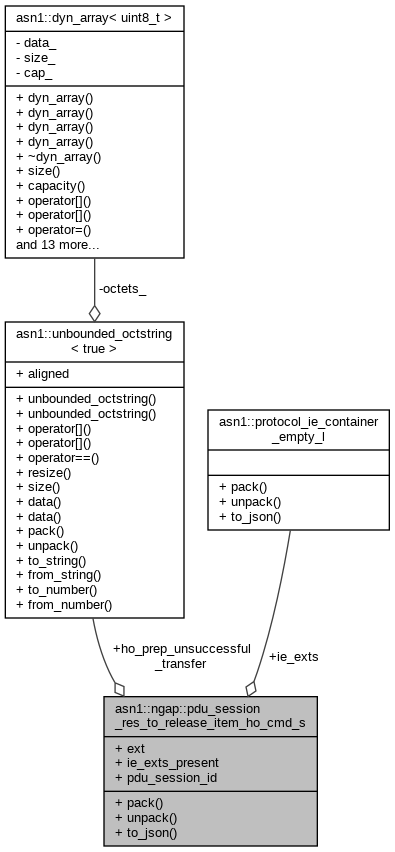 asn1::dyn_array< uint8_t >
- data_
- size_
- cap_
+ dyn_array()
+ dyn_array()
+ dyn_array()
+ dyn_array()
+ ~dyn_array()
+ size()
+ capacity()
+ operator[]()
+ operator[]()
+ operator=()
and 13 more...
-octets_
asn1::unbounded_octstring
< true >
+ aligned
+ unbounded_octstring()
+ unbounded_octstring()
+ operator[]()
+ operator[]()
+ operator==()
+ resize()
+ size()
+ data()
+ data()
+ pack()
+ unpack()
+ to_string()
+ from_string()
+ to_number()
+ from_number()
asn1::protocol_ie_container
_empty_l
+ pack()
+ unpack()
+ to_json()
+ho_prep_unsuccessful
_transfer
+ie_exts
asn1::ngap::pdu_session
_res_to_release_item_ho_cmd_s
+ ext
+ ie_exts_present
+ pdu_session_id
+ pack()
+ unpack()
+ to_json()